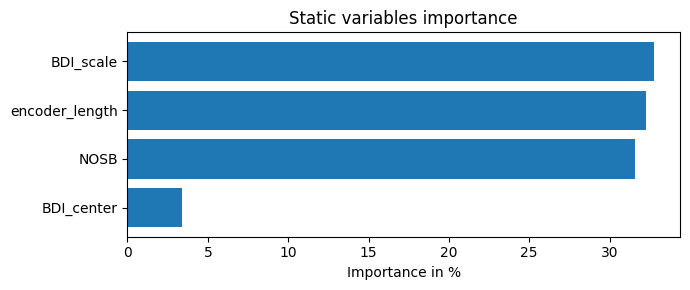 Static variables importance
BDI_scale
encoder_length
NOSB
BDI_center
0 5 10 15 20 25 30
Importance in %